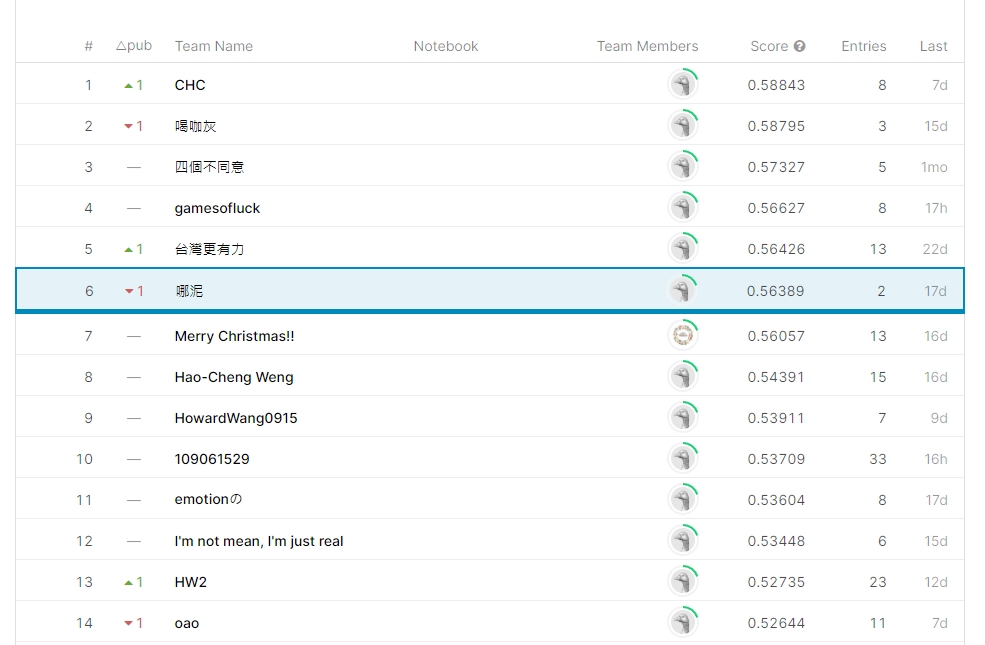 # △pub Team Name Notebook Team Members Score ? Entries Last
1 ▲1 CHC 0.58843 8 7d
2 ▼1 喝咖灰 0.58795 3 15d
3 — 四個不同意 0.57327 5 1mo
4 — gamesofluck 0.56627 8 17h
5 ▲1 台灣更有力 0.56426 13 22d
6 ▼1 哪泥 0.56389 2 17d
7 — Merry Christmas!! 0.56057 13 16d
8 — Hao-Cheng Weng 0.54391 15 16d
9 — HowardWang0915 0.53911 7 9d
10 — 109061529 0.53709 33 16h
11 — emotionの 0.53604 8 17d
12 — I'm not mean, I'm just real 0.53448 6 15d
13 ▲1 HW2 0.52735 23 12d
14 ▼1 oao 0.52644 11 7d